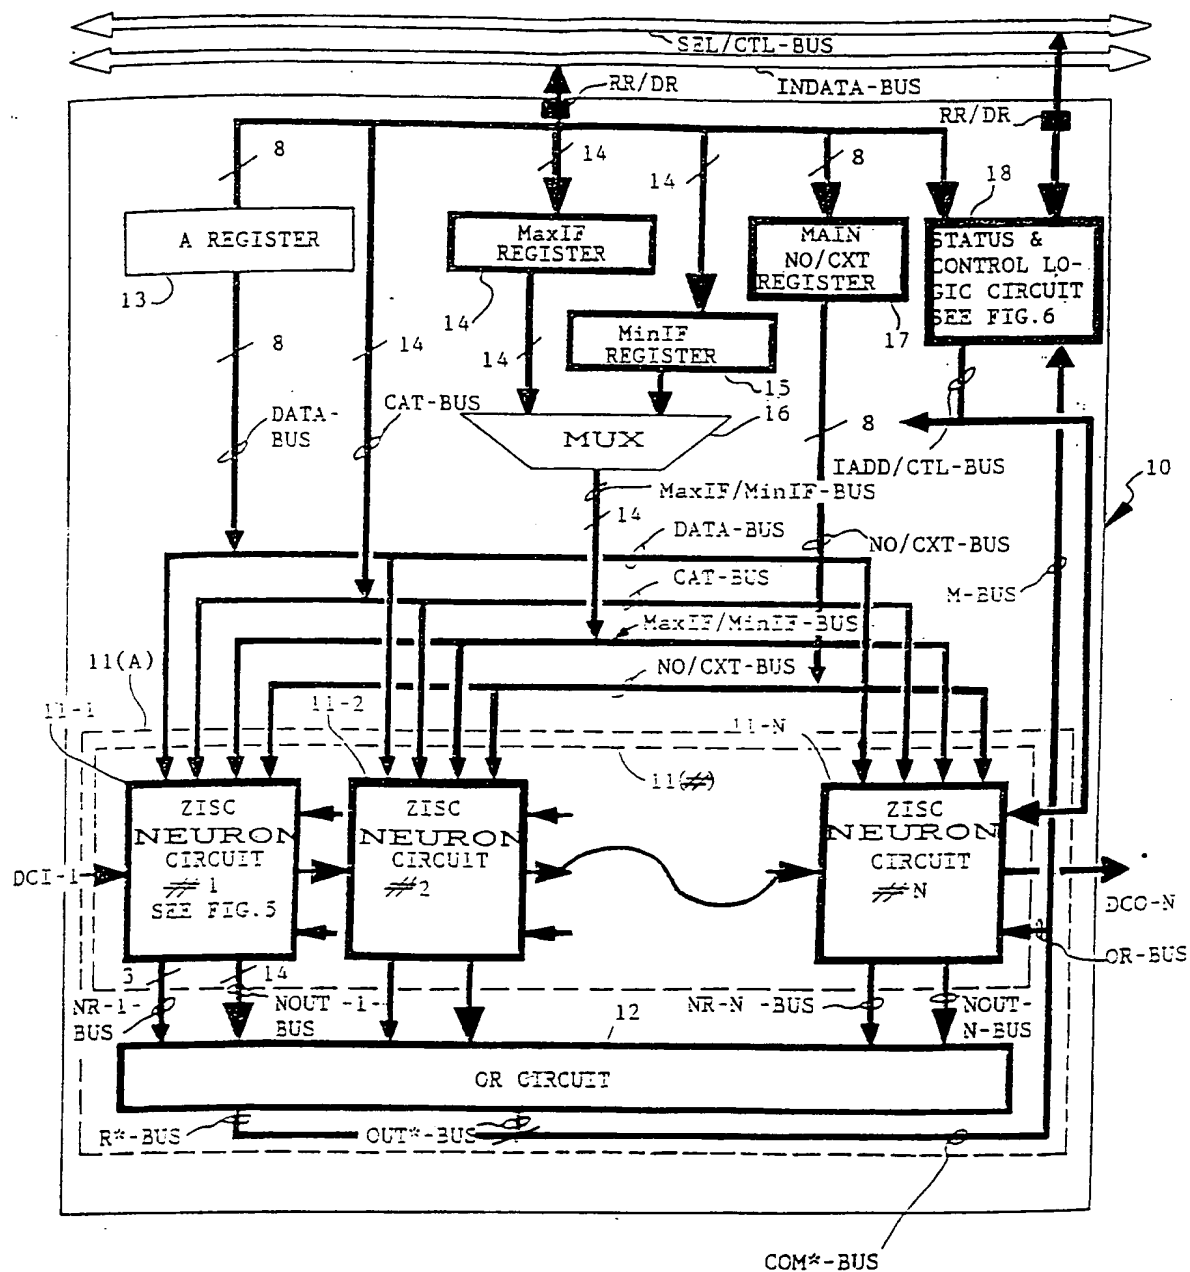 SEL/CTL-BUS
INDATA-BUS
RR/DR
RR/DR
8
14
14
8
18
A REGISTER
13
MaxIF
REGISTER
14
MAIN
NO/CXT
REGISTER
17
STATUS &
CONTROL LO-
GIC CIRCUIT
SEE FIG.6
MinIF
REGISTER
15
8
14
14
DATA-
BUS
CAT-BUS
MUX
16
8
IADD/CTL-BUS
10
MaxIF/MinIF-BUS
14
DATA-BUS
NO/CXT-BUS
CAT-BUS
M-BUS
MaxIF/MinIF-BUS
11(A)
NO/CXT-BUS
11-1
11-2
11-N
11(#)
ZISC
NEURON
CIRCUIT
#1
SEE FIG.5
ZISC
NEURON
CIRCUIT
#2
ZISC
NEURON
CIRCUIT
#N
DCI-1
DCO-N
OR-BUS
3
14
NR-1-
BUS
NOUT -1-
BUS
12
NR-N -BUS
NOUT-
N-BUS
OR CIRCUIT
R*-BUS
OUT*-BUS
COM*-BUS